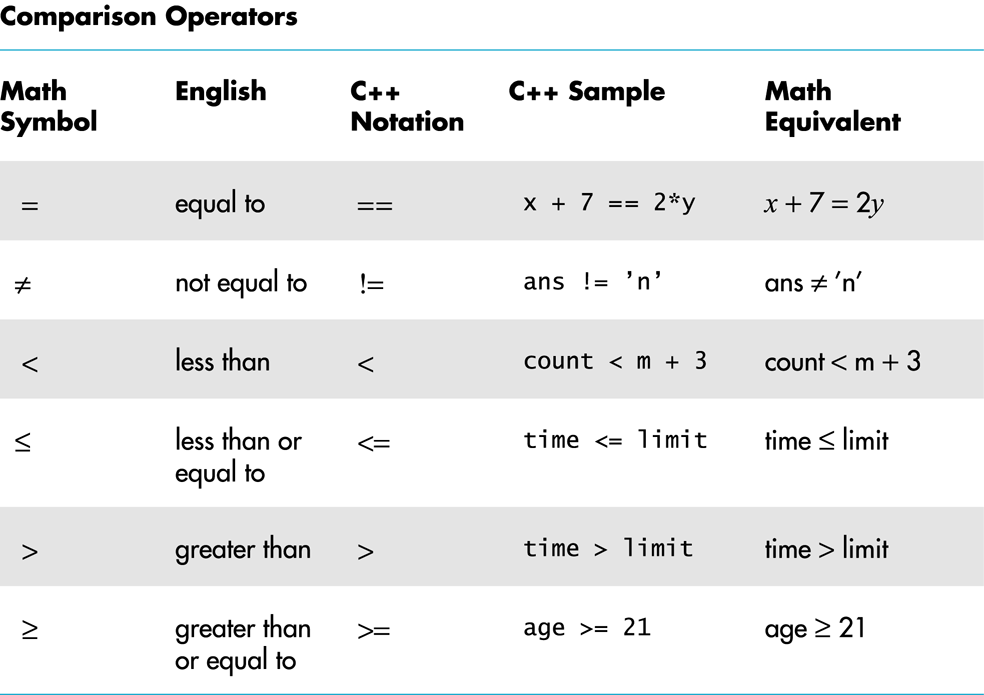 Comparison Operators
Math Symbol English C++ Notation C++ Sample Math Equivalent
= equal to == x + 7 == 2*y x + 7 = 2y
≠ not equal to != ans != ’n’ ans ≠ ′n′
< less than < count < m + 3 count < m + 3
≤ less than or equal to <= time <= limit time ≤ limit
> greater than > time > limit time > limit
≥ greater than or equal to >= age >= 21 age ≥ 21